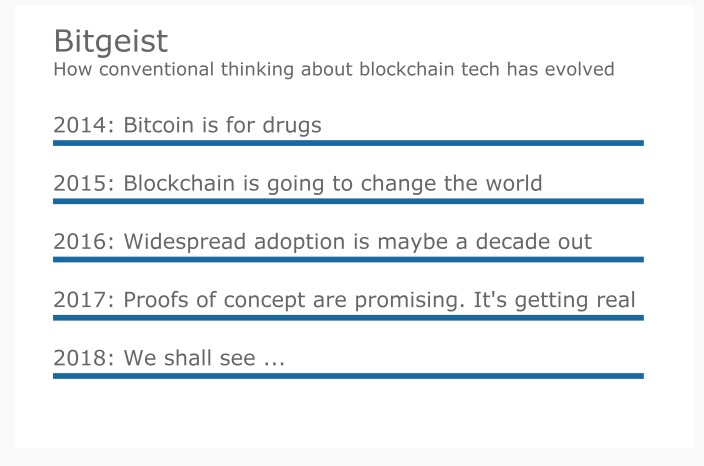 Bitgeist
How conventional thinking about blockchain tech has evolved
2014: Bitcoin is for drugs
2015: Blockchain is going to change the world
2016: Widespread adoption is maybe a decade out
2017: Proofs of concept are promising. It's getting real
2018: We shall see ...